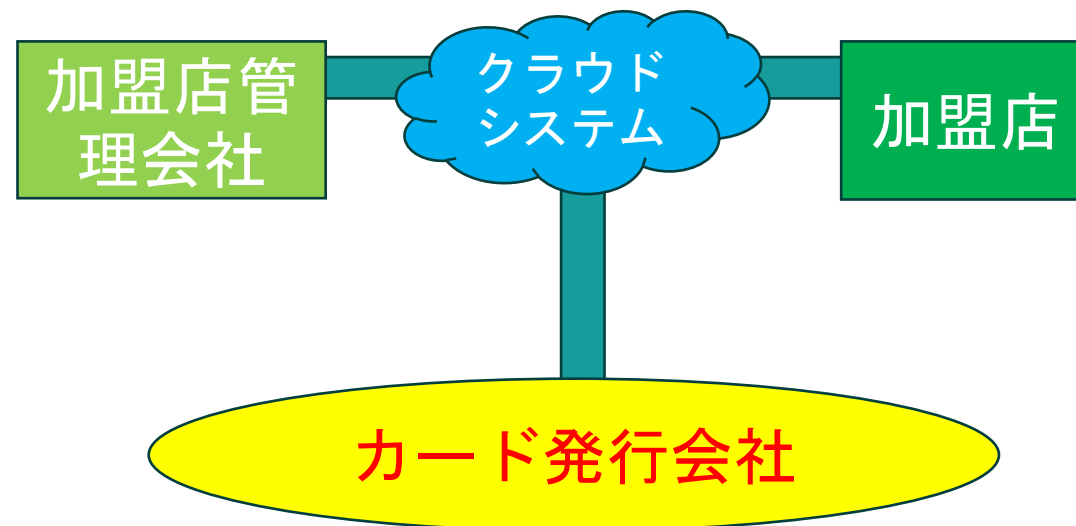 加盟店管
理会社
クラウド
システム
加盟店
カード発行会社